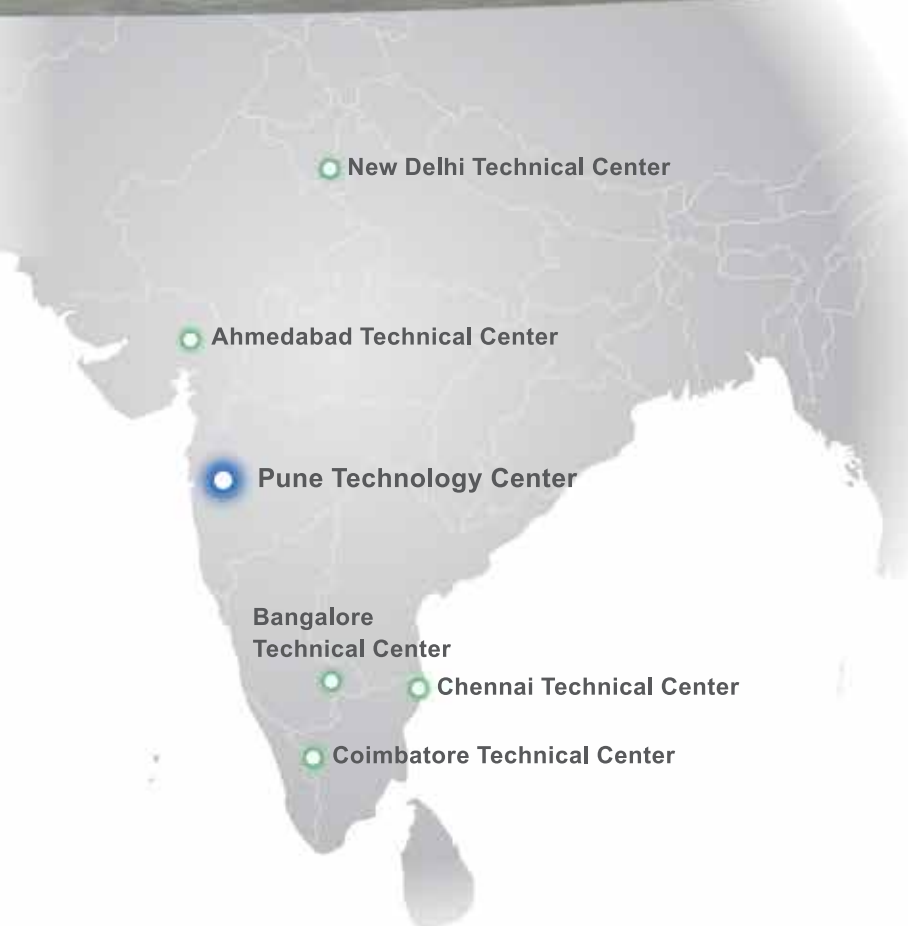 New Delhi Technical Center
Ahmedabad Technical Center
Pune Technology Center
Bangalore
Technical Center
Chennai Technical Center
Coimbatore Technical Center